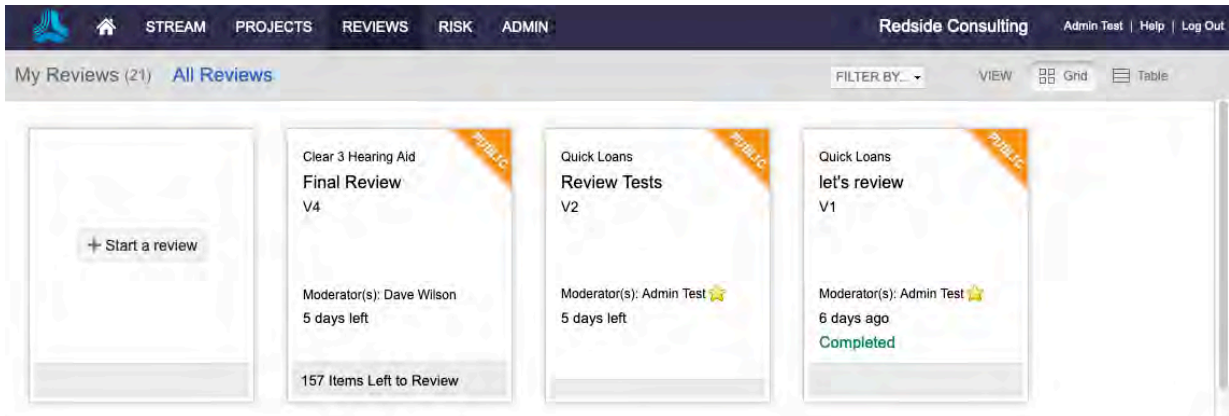 STREAM PROJECTS REVIEWS RISK ADMIN Redside Consulting Admin Test | Help | Log Out
My Reviews (21) All Reviews FILTER BY... VIEW Grid Table
+ Start a review
PUBLIC
Clear 3 Hearing Aid
Final Review
V4
Moderator(s): Dave Wilson
5 days left
157 Items Left to Review
PUBLIC
Quick Loans
Review Tests
V2
Moderator(s): Admin Test
5 days left
PUBLIC
Quick Loans
let's review
V1
Moderator(s): Admin Test
6 days ago
Completed